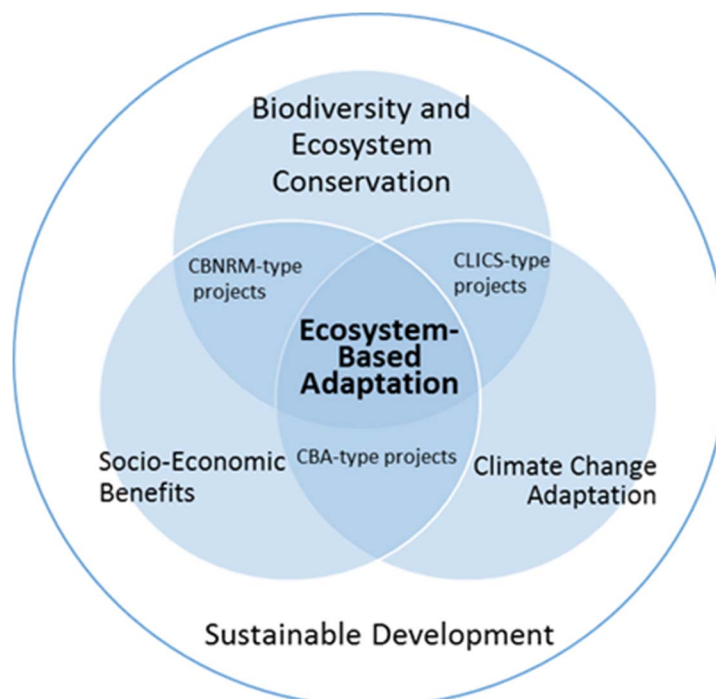 Biodiversity and
Ecosystem
Conservation
CBNRM-type
projects
CLICS-type
projects
Ecosystem-
Based
Adaptation
Socio-Economic
Benefits
CBA-type projects
Climate Change
Adaptation
Sustainable Development